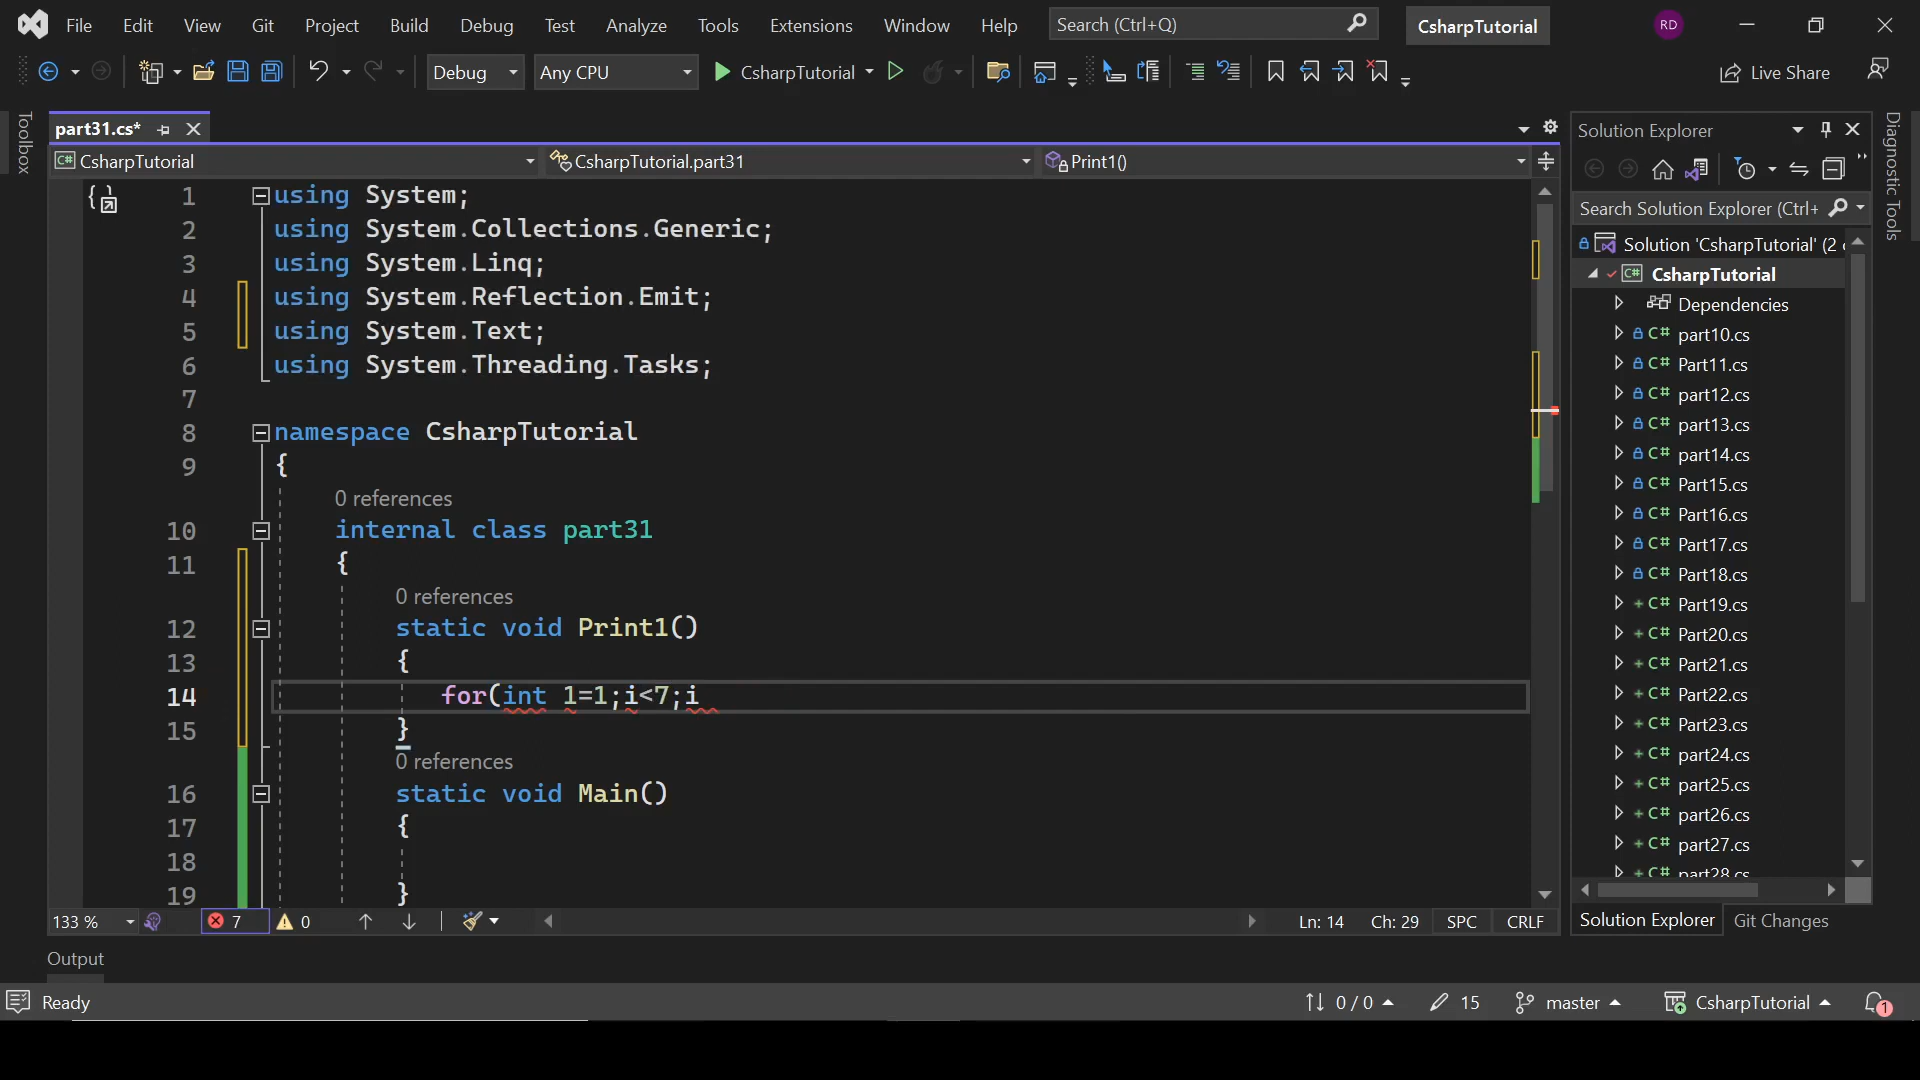 File Edit View Git Project Build Debug Test Analyze Tools Extensions Window Help Search (Ctrl+Q) CsharpTutorial RD
Debug Any CPU CsharpTutorial Live Share
Toolbox
part31.cs*
CsharpTutorial CsharpTutorial.part31 Print1()
1 using System;
2 using System.Collections.Generic;
3 using System.Linq;
4 using System.Reflection.Emit;
5 using System.Text;
6 using System.Threading.Tasks;
7
8 namespace CsharpTutorial
9 {
0 references
10 internal class part31
11 {
0 references
12 static void Print1()
13 {
14 for(int 1=1;i<7;i
15 }
0 references
16 static void Main()
17 {
18
19 }
133 % 7 0 Ln: 14 Ch: 29 SPC CRLF
Solution Explorer
Search Solution Explorer (Ctrl+
Solution 'CsharpTutorial' (2
C# CsharpTutorial
Dependencies
C# part10.cs
C# Part11.cs
C# part12.cs
C# part13.cs
C# part14.cs
C# Part15.cs
C# Part16.cs
C# Part17.cs
C# Part18.cs
C# Part19.cs
C# Part20.cs
C# Part21.cs
C# Part22.cs
C# Part23.cs
C# part24.cs
C# part25.cs
C# part26.cs
C# part27.cs
C# part28.cs
Solution Explorer Git Changes
Diagnostic Tools
Output
Ready 0 / 0 15 master CsharpTutorial 1